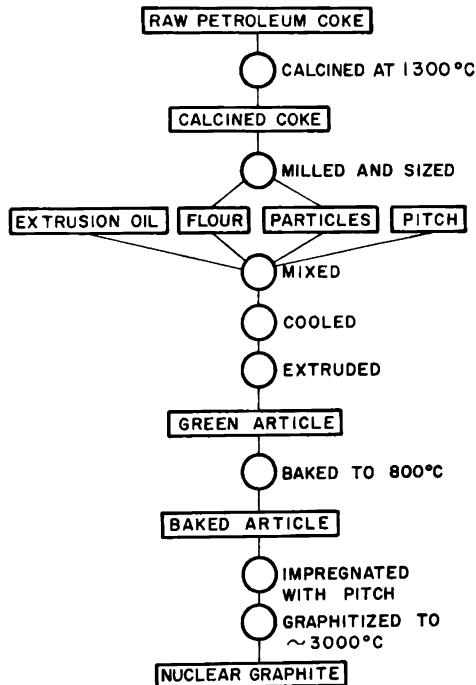 RAW PETROLEUM COKE
CALCINED AT 1300°C
CALCINED COKE
MILLED AND SIZED
EXTRUSION OIL FLOUR PARTICLES PITCH
MIXED
COOLED
EXTRUDED
GREEN ARTICLE
BAKED TO 800°C
BAKED ARTICLE
IMPREGNATED
WITH PITCH
GRAPHITIZED TO
~3000°C
NUCLEAR GRAPHITE